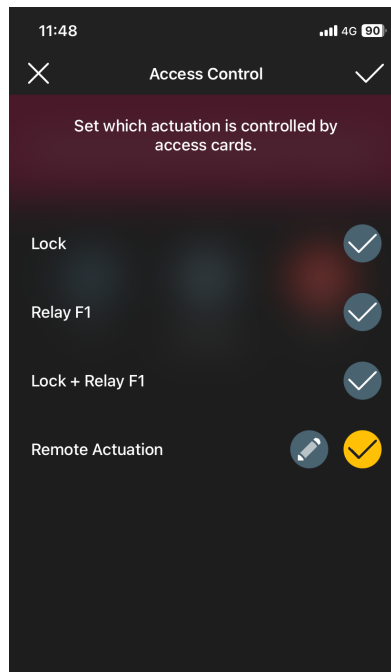 11:48
4G 90
Access Control
Set which actuation is controlled by
access cards.
Lock
Relay F1
Lock + Relay F1
Remote Actuation